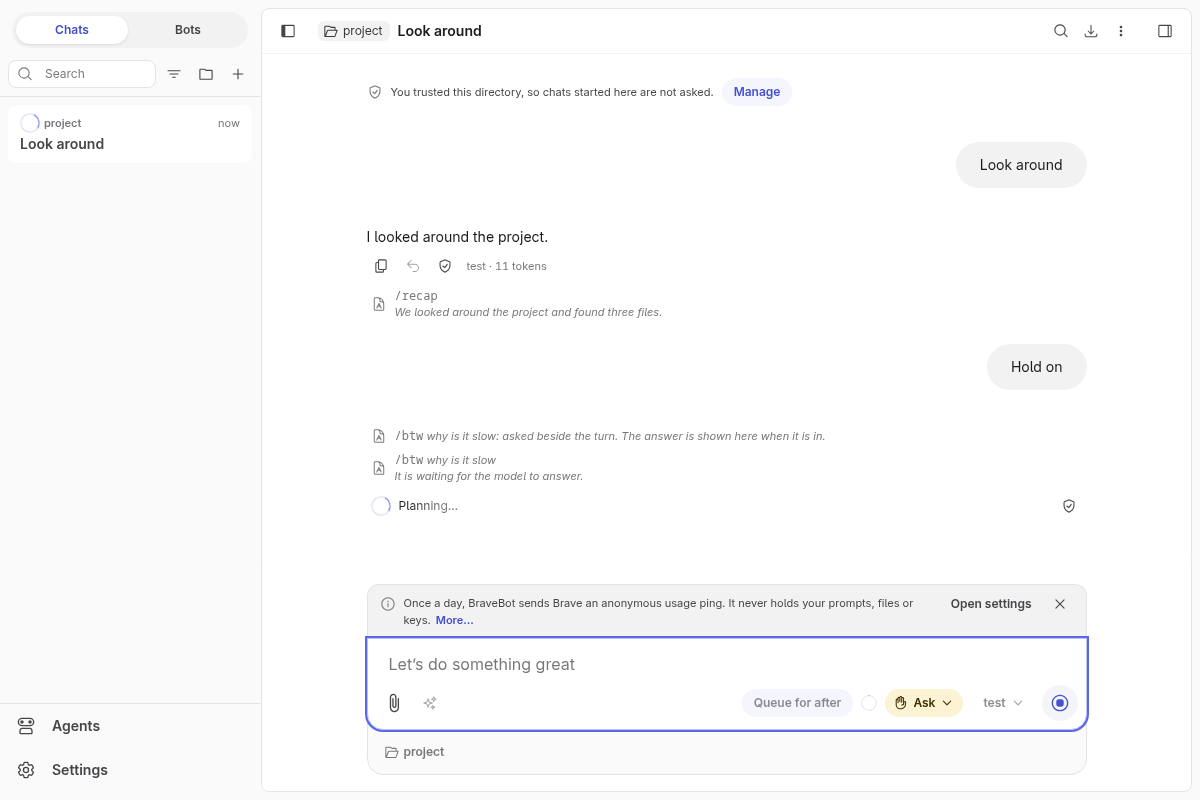 Chats
Bots
Search
project
now
Look around
Agents
Settings
project
Look around
You trusted this directory, so chats started here are not asked.
Manage
Look around
I looked around the project.
test · 11 tokens
/recap
We looked around the project and found three files.
Hold on
/btw why is it slow: asked beside the turn. The answer is shown here when it is in.
/btw why is it slow
It is waiting for the model to answer.
Planning...
Once a day, BraveBot sends Brave an anonymous usage ping. It never holds your prompts, files or
keys. More...
Open settings
Let's do something great
Queue for after
Ask
test
project